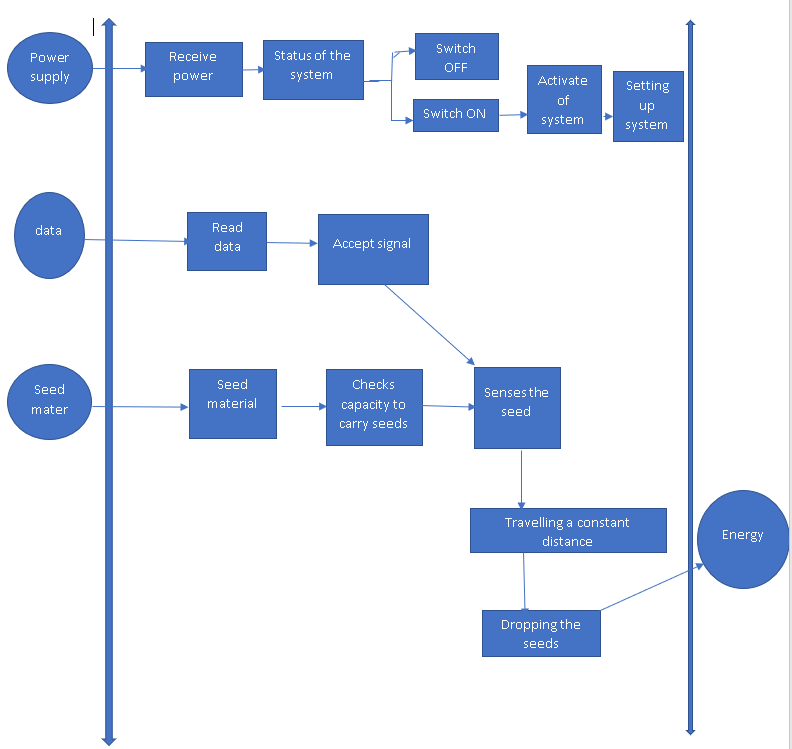 Power
supply
Receive
power
Status of the
system
Switch
OFF
Switch ON
Activate
of
system
Setting
up
system
data
Read
data
Accept signal
Seed
mater
Seed
material
Checks
capacity to
carry seeds
Senses the
seed
Travelling a constant
distance
Energy
Dropping the
seeds